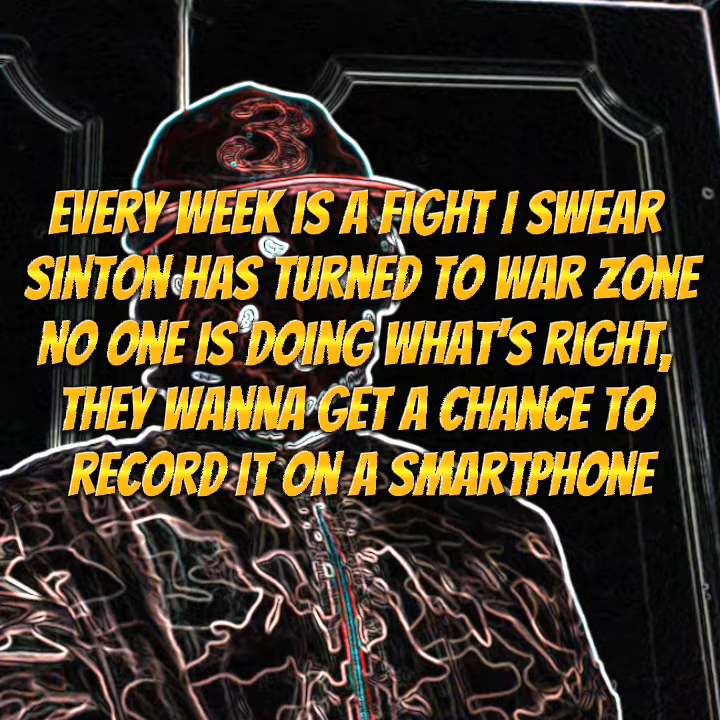 3
EVERY WEEK IS A FIGHT I SWEAR
SINTON HAS TURNED TO WAR ZONE
NO ONE IS DOING WHAT'S RIGHT,
THEY WANNA GET A CHANCE TO
RECORD IT ON A SMARTPHONE